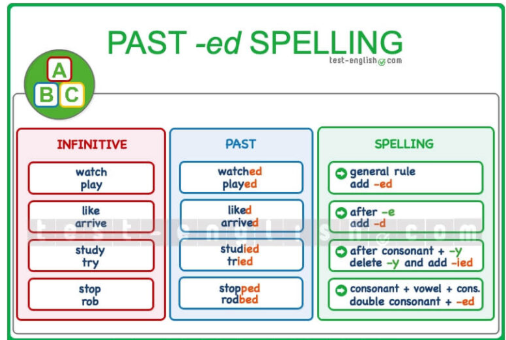 PAST -ed SPELLING
test-english.com
A
B C
INFINITIVE
PAST
SPELLING
watch
play
watched
played
general rule
add -ed
like
arrive
liked
arrived
after -e
add -d
test-english.com
study
try
studied
tried
after consonant + -y
delete -y and add -ied
stop
rob
stopped
rodbed
consonant + vowel + cons.
double consonant + -ed